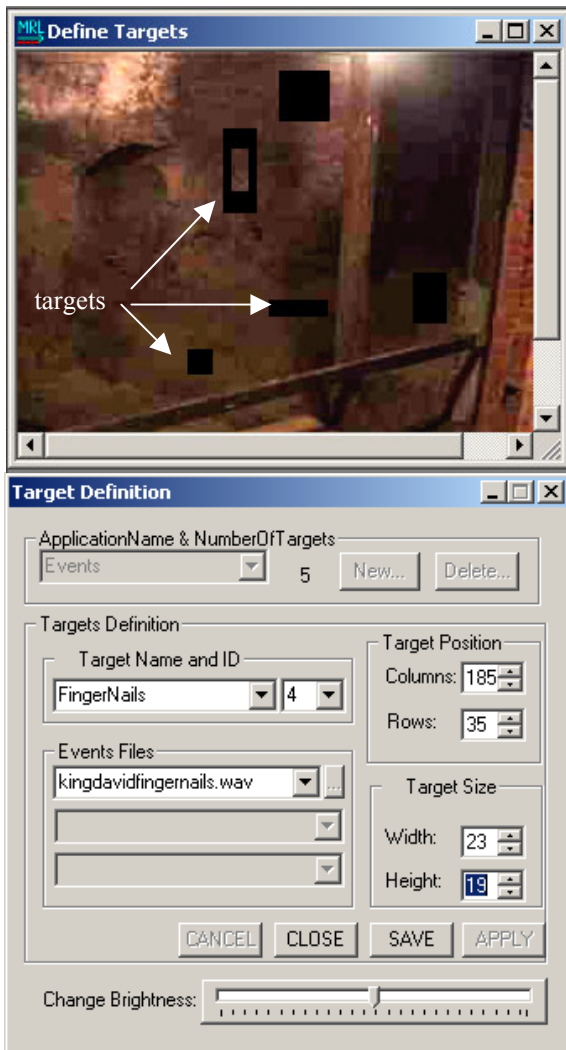 MRL Define Targets
targets
Target Definition
ApplicationName & NumberOfTargets
Events 5 New... Delete...
Targets Definition
Target Name and ID
FingerNails 4
Target Position
Columns: 185
Rows: 35
Events Files
kingdavidfingernails.wav ...
Target Size
Width: 23
Height: 19
CANCEL CLOSE SAVE APPLY
Change Brightness: